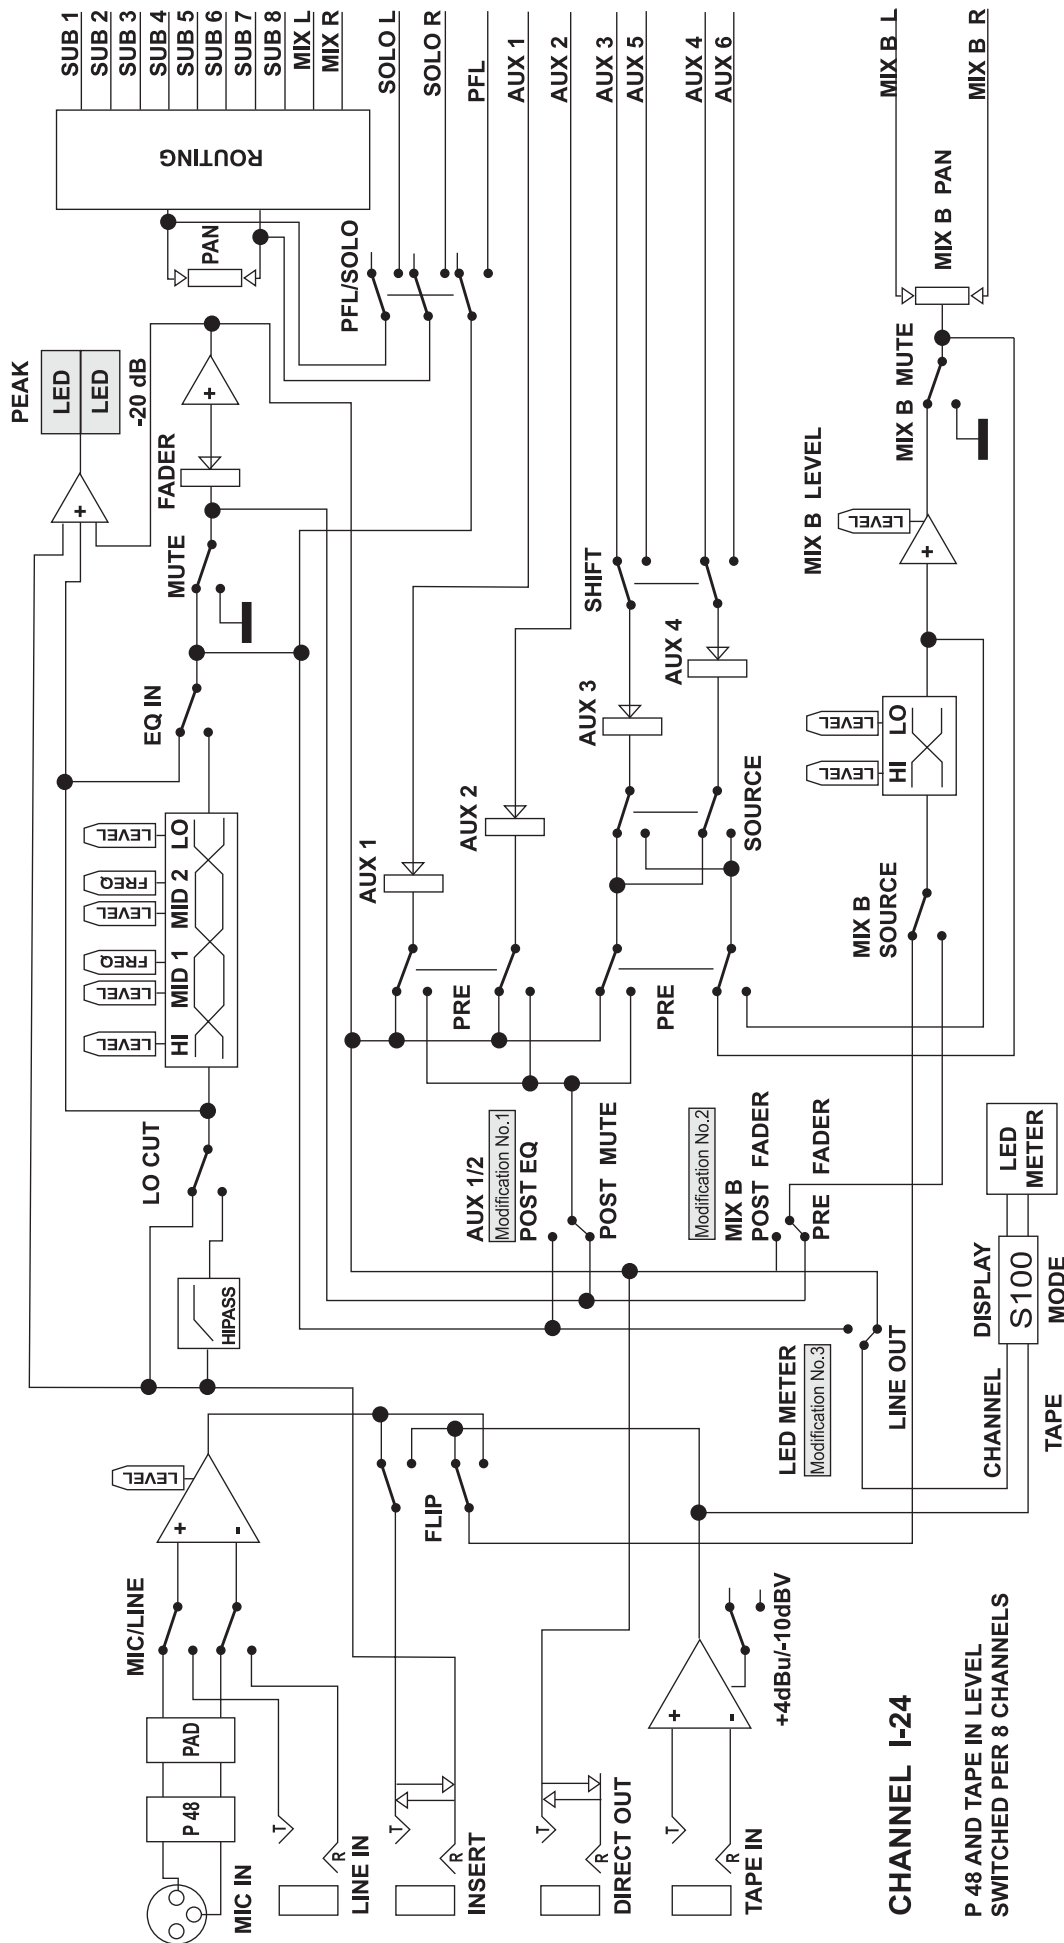 SUB 1
SUB 2
SUB 3
SUB 4
SUB 5
SUB 6
SUB 7
SUB 8
MIX L
MIX R
SOLO L
SOLO R
PFL
AUX 1
AUX 2
AUX 3
AUX 5
AUX 4
AUX 6
MIX B L
MIX B R
ROUTING
PAN
PFL/SOLO
MIX B PAN
PEAK
LED
LED
-20 dB
+
+
FADER
MUTE
MIX B MUTE
MIX B LEVEL
LEVEL
+
SHIFT
AUX 4
AUX 3
EQ IN
LEVEL
LEVEL
HI
LO
LEVEL
FREQ
LEVEL
FREQ
LEVEL
LEVEL
HI
MID 1
MID 2
LO
AUX 1
AUX 2
SOURCE
MIX B
SOURCE
PRE
PRE
LO CUT
AUX 1/2
Modification No.1
POST EQ
POST MUTE
Modification No.2
MIX B
POST FADER
PRE FADER
LED
METER
HIPASS
DISPLAY
S100
MODE
LED METER
Modification No.3
LINE OUT
CHANNEL
TAPE
LEVEL
+
-
FLIP
MIC/LINE
PAD
P 48
MIC IN
T
R
LINE IN
T
R
INSERT
T
R
DIRECT OUT
T
R
TAPE IN
+
-
+4dBu/-10dBV
CHANNEL I-24
P 48 AND TAPE IN LEVEL
SWITCHED PER 8 CHANNELS